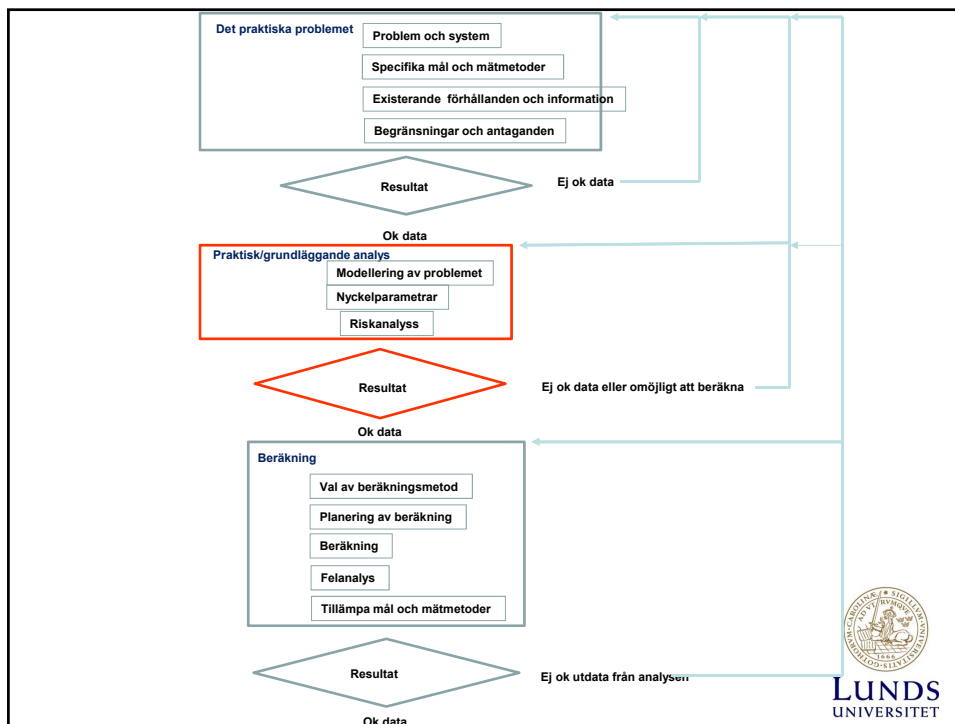 Det praktiska problemet
Problem och system
Specifika mål och mätmetoder
Existerande förhållanden och information
Begränsningar och antaganden
Resultat
Ej ok data
Ok data
Praktisk/grundläggande analys
Modellering av problemet
Nyckelparametrar
Riskanalyss
Resultat
Ej ok data eller omöjligt att beräkna
Ok data
Beräkning
Val av beräkningsmetod
Planering av beräkning
Beräkning
Felanalys
Tillämpa mål och mätmetoder
Resultat
Ej ok utdata från analysen
Ok data
LUNDS
UNIVERSITET